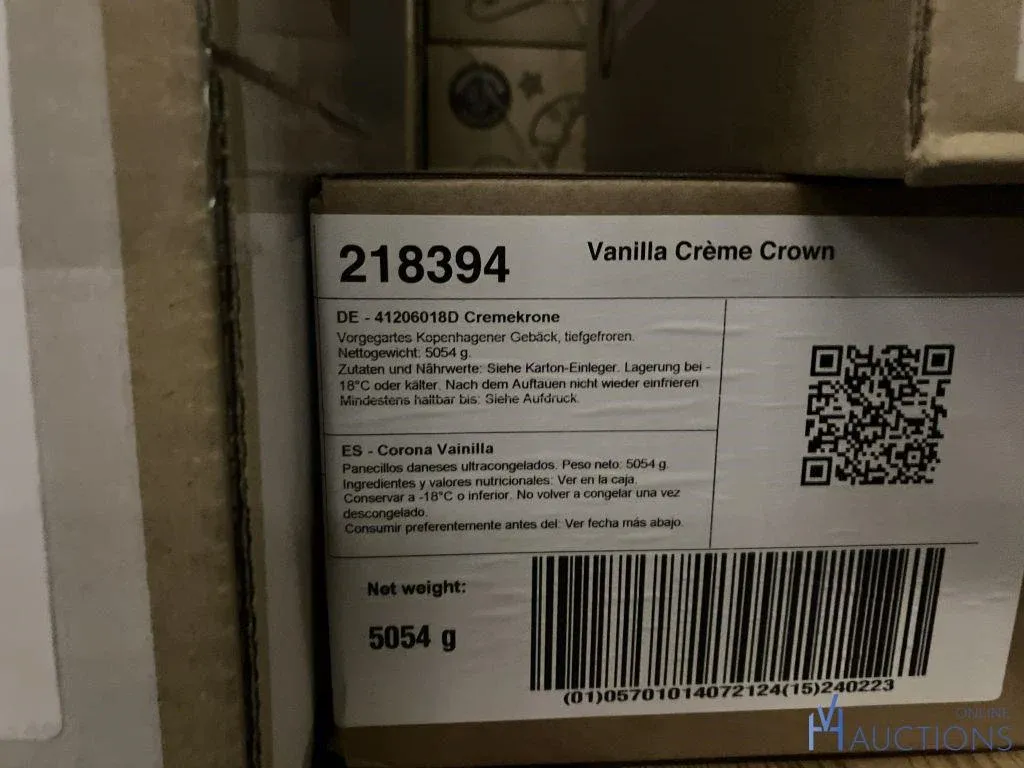 218394
Vanilla Crème Crown
DE - 41206018D Cremekrone
Vorgegartes Kopenhagener Gebäck, tiefgefroren.
Nettogewicht: 5054 g.
Zutaten und Nährwerte: Siehe Karton-Einleger. Lagerung bei -
18°C oder kälter. Nach dem Auftauen nicht wieder einfrieren.
Mindestens haltbar bis: Siehe Aufdruck.
ES - Corona Vainilla
Panecillos daneses ultracongelados. Peso neto: 5054 g.
Ingredientes y valores nutricionales: Ver en la caja.
Conservar a -18°C o inferior. No volver a congelar una vez
descongelado.
Consumir preferentemente antes del: Ver fecha más abajo.
Net weight:
5054 g
(01)05701014072124(15)240223
ONLINE
AUCTIONS